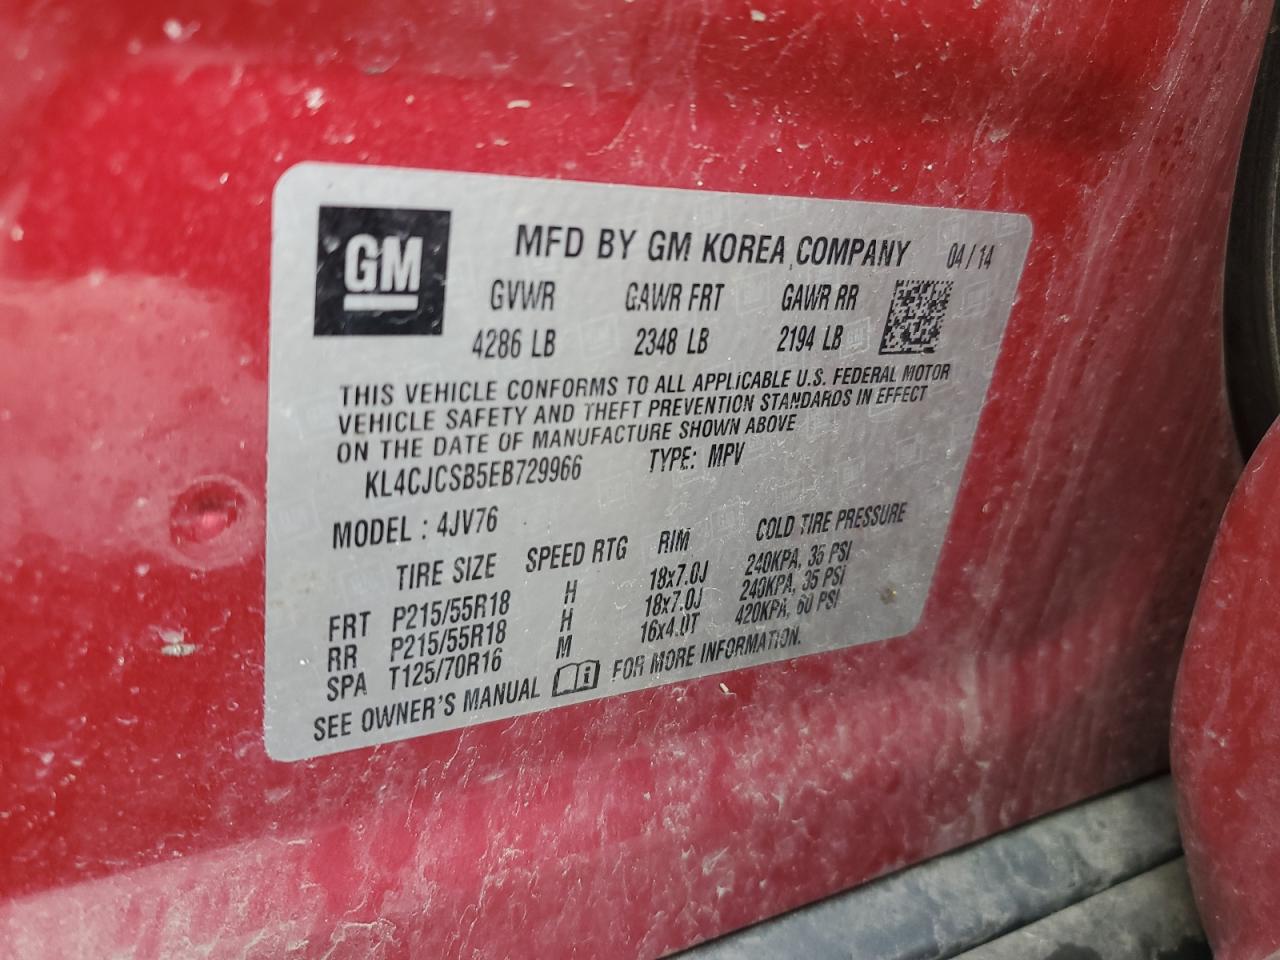 GM
MFD BY GM KOREA COMPANY 04/14
GVWR GAWR FRT GAWR RR
4286 LB 2348 LB 2194 LB
THIS VEHICLE CONFORMS TO ALL APPLICABLE U.S. FEDERAL MOTOR
VEHICLE SAFETY AND THEFT PREVENTION STANDARDS IN EFFECT
ON THE DATE OF MANUFACTURE SHOWN ABOVE
KL4CJCSB5EB729966 TYPE: MPV
MODEL : 4JV76
TIRE SIZE SPEED RTG RIM COLD TIRE PRESSURE
FRT P215/55R18 H 18x7.0J 240KPA, 35 PSI
RR P215/55R18 H 18x7.0J 240KPA, 35 PSI
SPA T125/70R16 M 16x4.0T 420KPA, 60 PSI
SEE OWNER'S MANUAL i FOR MORE INFORMATION.